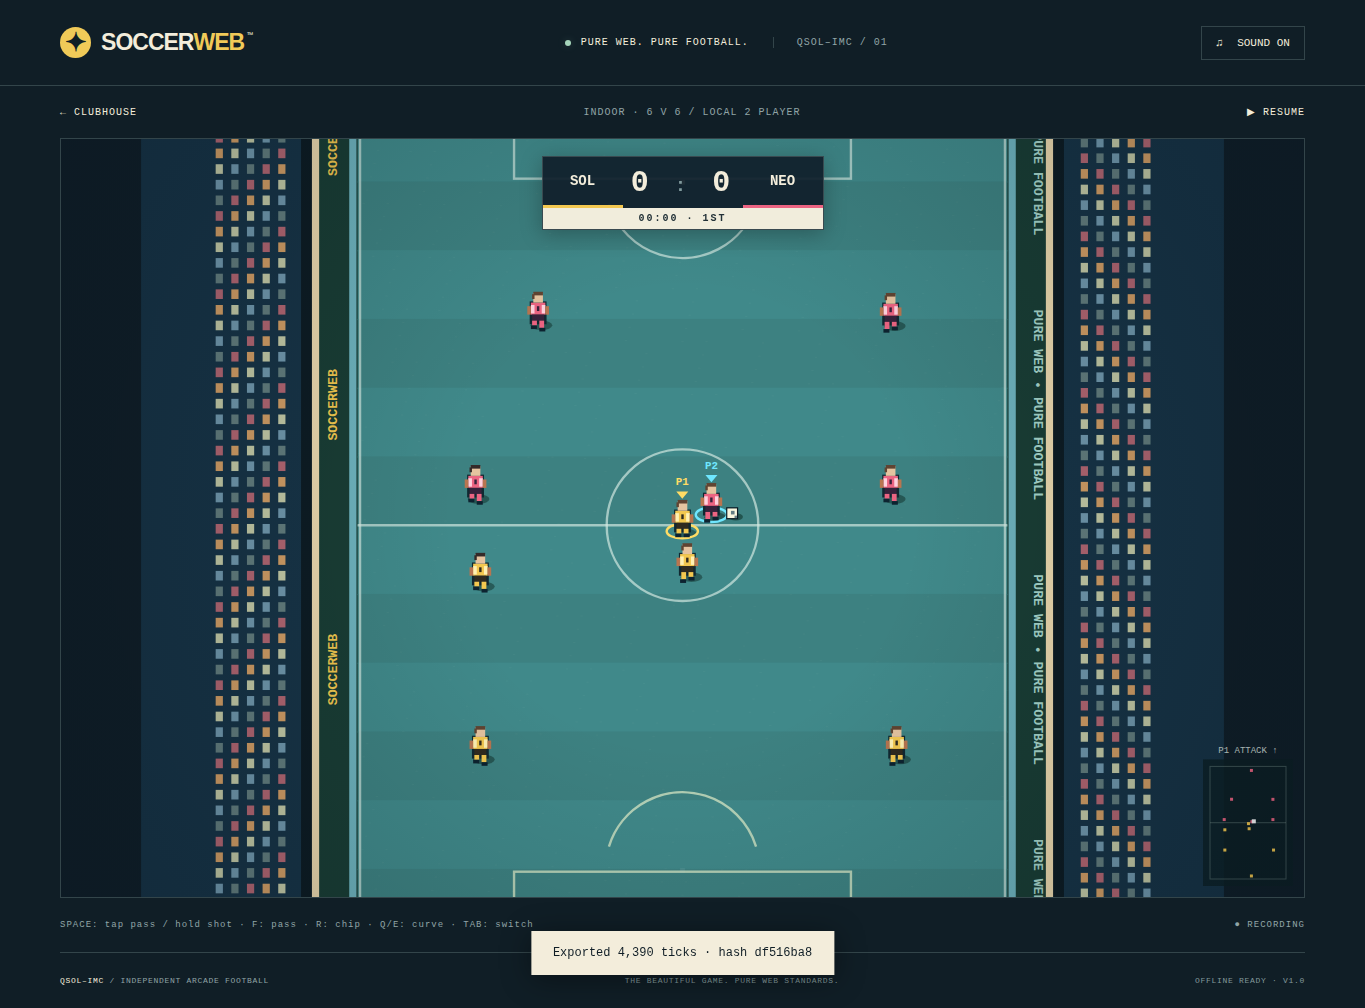 SOCCERWEB™
PURE WEB. PURE FOOTBALL.
QSOL-IMC / 01
♫ SOUND ON
← CLUBHOUSE
INDOOR · 6 V 6 / LOCAL 2 PLAYER
▶ RESUME
SOL 0 : 0 NEO
00:00 · 1ST
SOCCE
SOCCERWEB
SOCCERWEB
URE FOOTBALL
PURE WEB • PURE FOOTBALL
PURE WEB • PURE FOOTBALL
PURE WE
P2
P1
P1 ATTACK ↑
SPACE: tap pass / hold shot · F: pass · R: chip · Q/E: curve · TAB: switch
● RECORDING
Exported 4,390 ticks · hash df516ba8
QSOL-IMC / INDEPENDENT ARCADE FOOTBALL
THE BEAUTIFUL GAME. PURE WEB STANDARDS.
OFFLINE READY · V1.0